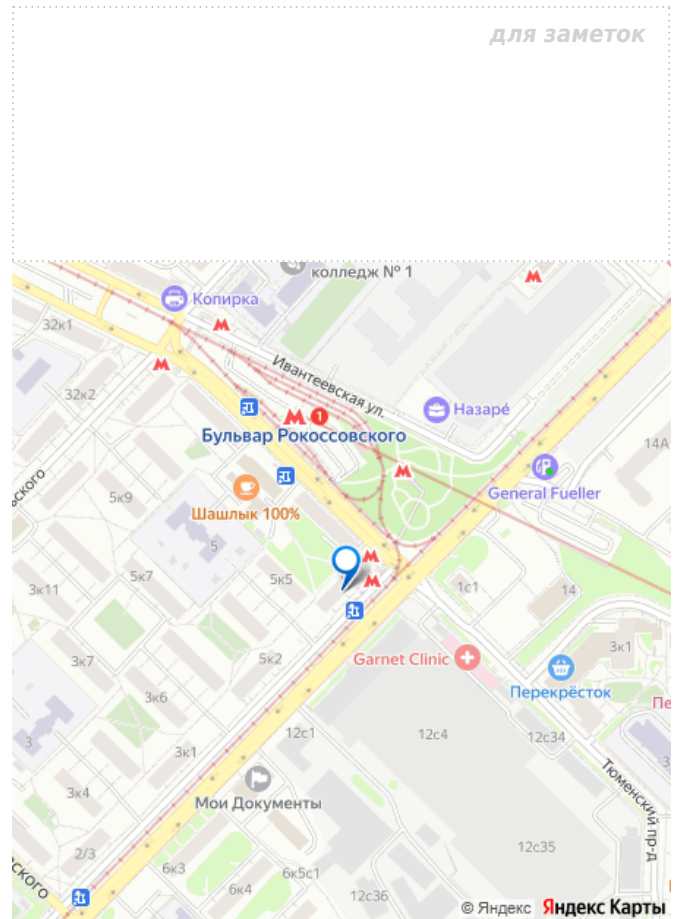 для заметок
колледж № 1
Копирка
32к1
Ивантеевская ул.
32к2
Назаре́
1
Бульвар Рокоссовского
14А
General Fueller
5к9
Шашлык 100%
5
5к7
5к5
3к11
1с1
14
3к1
5к2
Garnet Clinic
3к7
Перекрёсток
3к6
12с1
12с4
12с34
3
3к1
Тюменский пр-д
3к4
Мои Документы
2/3
12с35
6к3
6к5с1
6к4
12с36
© Яндекс Яндекс Карты